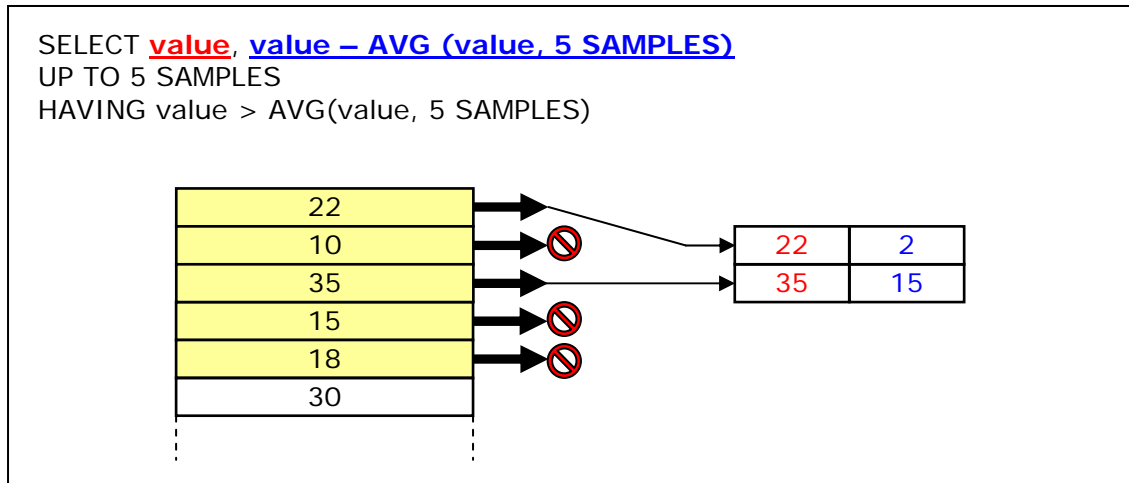 SELECT value, value – AVG (value, 5 SAMPLES)
UP TO 5 SAMPLES
HAVING value > AVG(value, 5 SAMPLES)
22
10
35
15
18
30
22 2
35 15